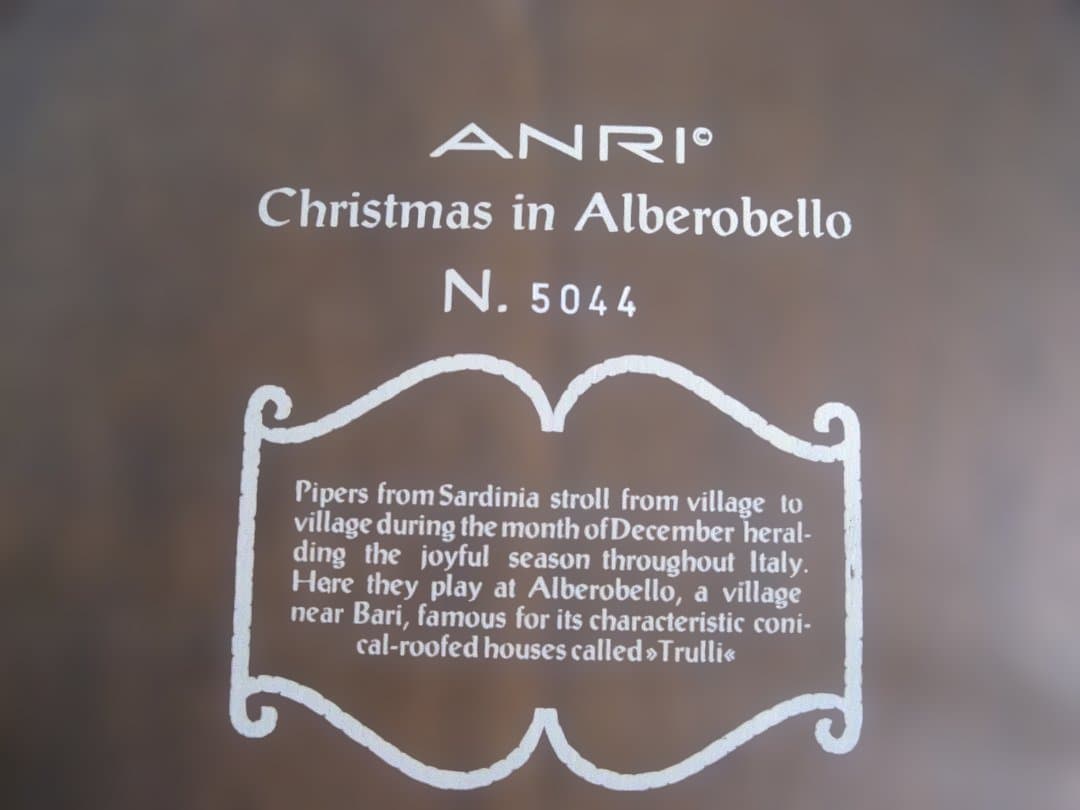 ANRI©
Christmas in Alberobello
N. 5044
Pipers from Sardinia stroll from village to
village during the month of December heral-
ding the joyful season throughout Italy.
Here they play at Alberobello, a village
near Bari, famous for its characteristic coni-
cal-roofed houses called »Trulli«